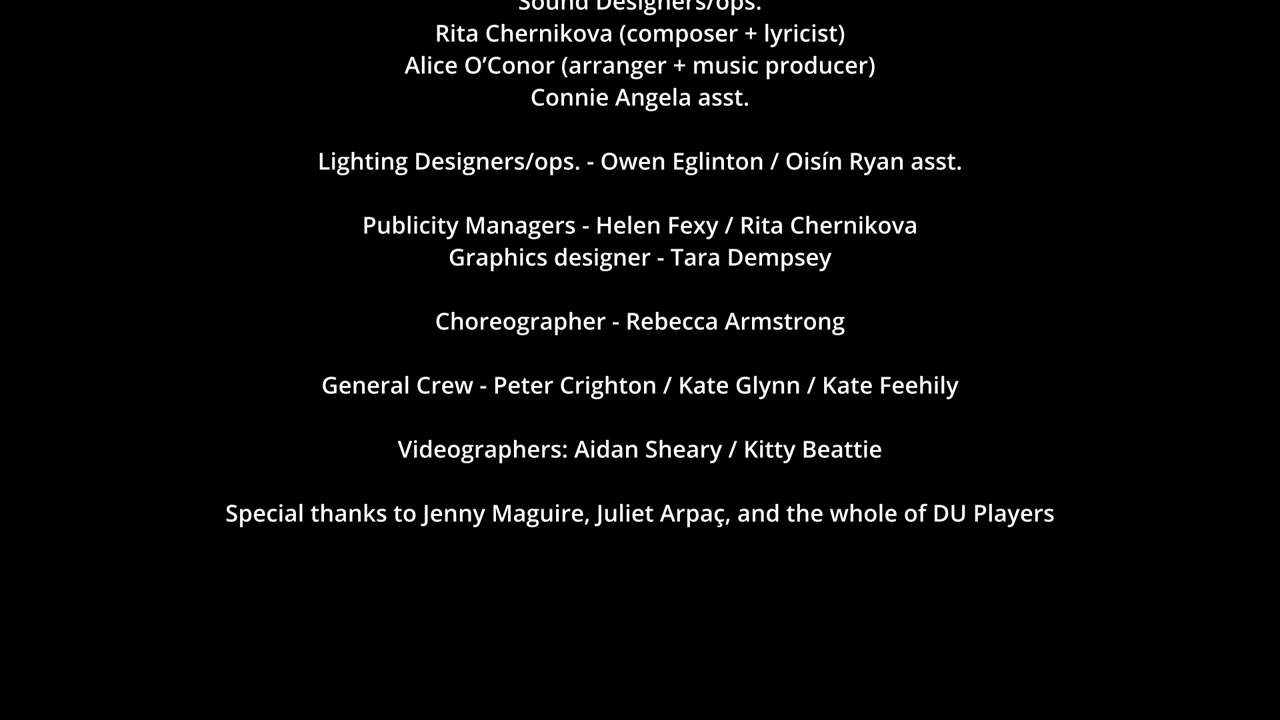 Sound Designers/ops.
Rita Chernikova (composer + lyricist)
Alice O’Conor (arranger + music producer)
Connie Angela asst.
Lighting Designers/ops. - Owen Eglinton / Oisín Ryan asst.
Publicity Managers - Helen Fexy / Rita Chernikova
Graphics designer - Tara Dempsey
Choreographer - Rebecca Armstrong
General Crew - Peter Crighton / Kate Glynn / Kate Feehily
Videographers: Aidan Sheary / Kitty Beattie
Special thanks to Jenny Maguire, Juliet Arpaç, and the whole of DU Players